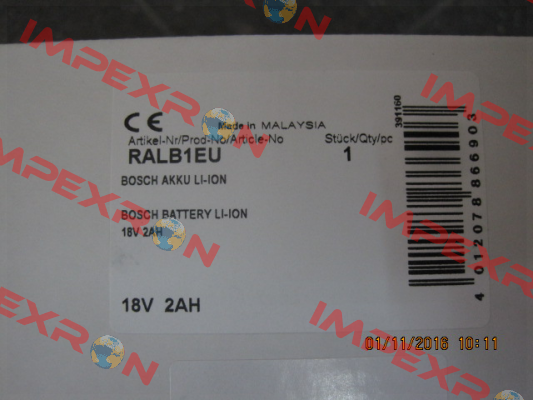 IMPEXRON
IMPEXRON
CE Made in MALAYSIA
Artikel-Nr/Prod-No/Article-No Stück/Qty/pc
RALB1EU 1
BOSCH AKKU LI-ION
BOSCH BATTERY LI-ION
18V 2AH
18V 2AH
391160
4 012078 866903
IMPEXRON
IMPEXRON
IMPEXRON
01/11/2016 10:11